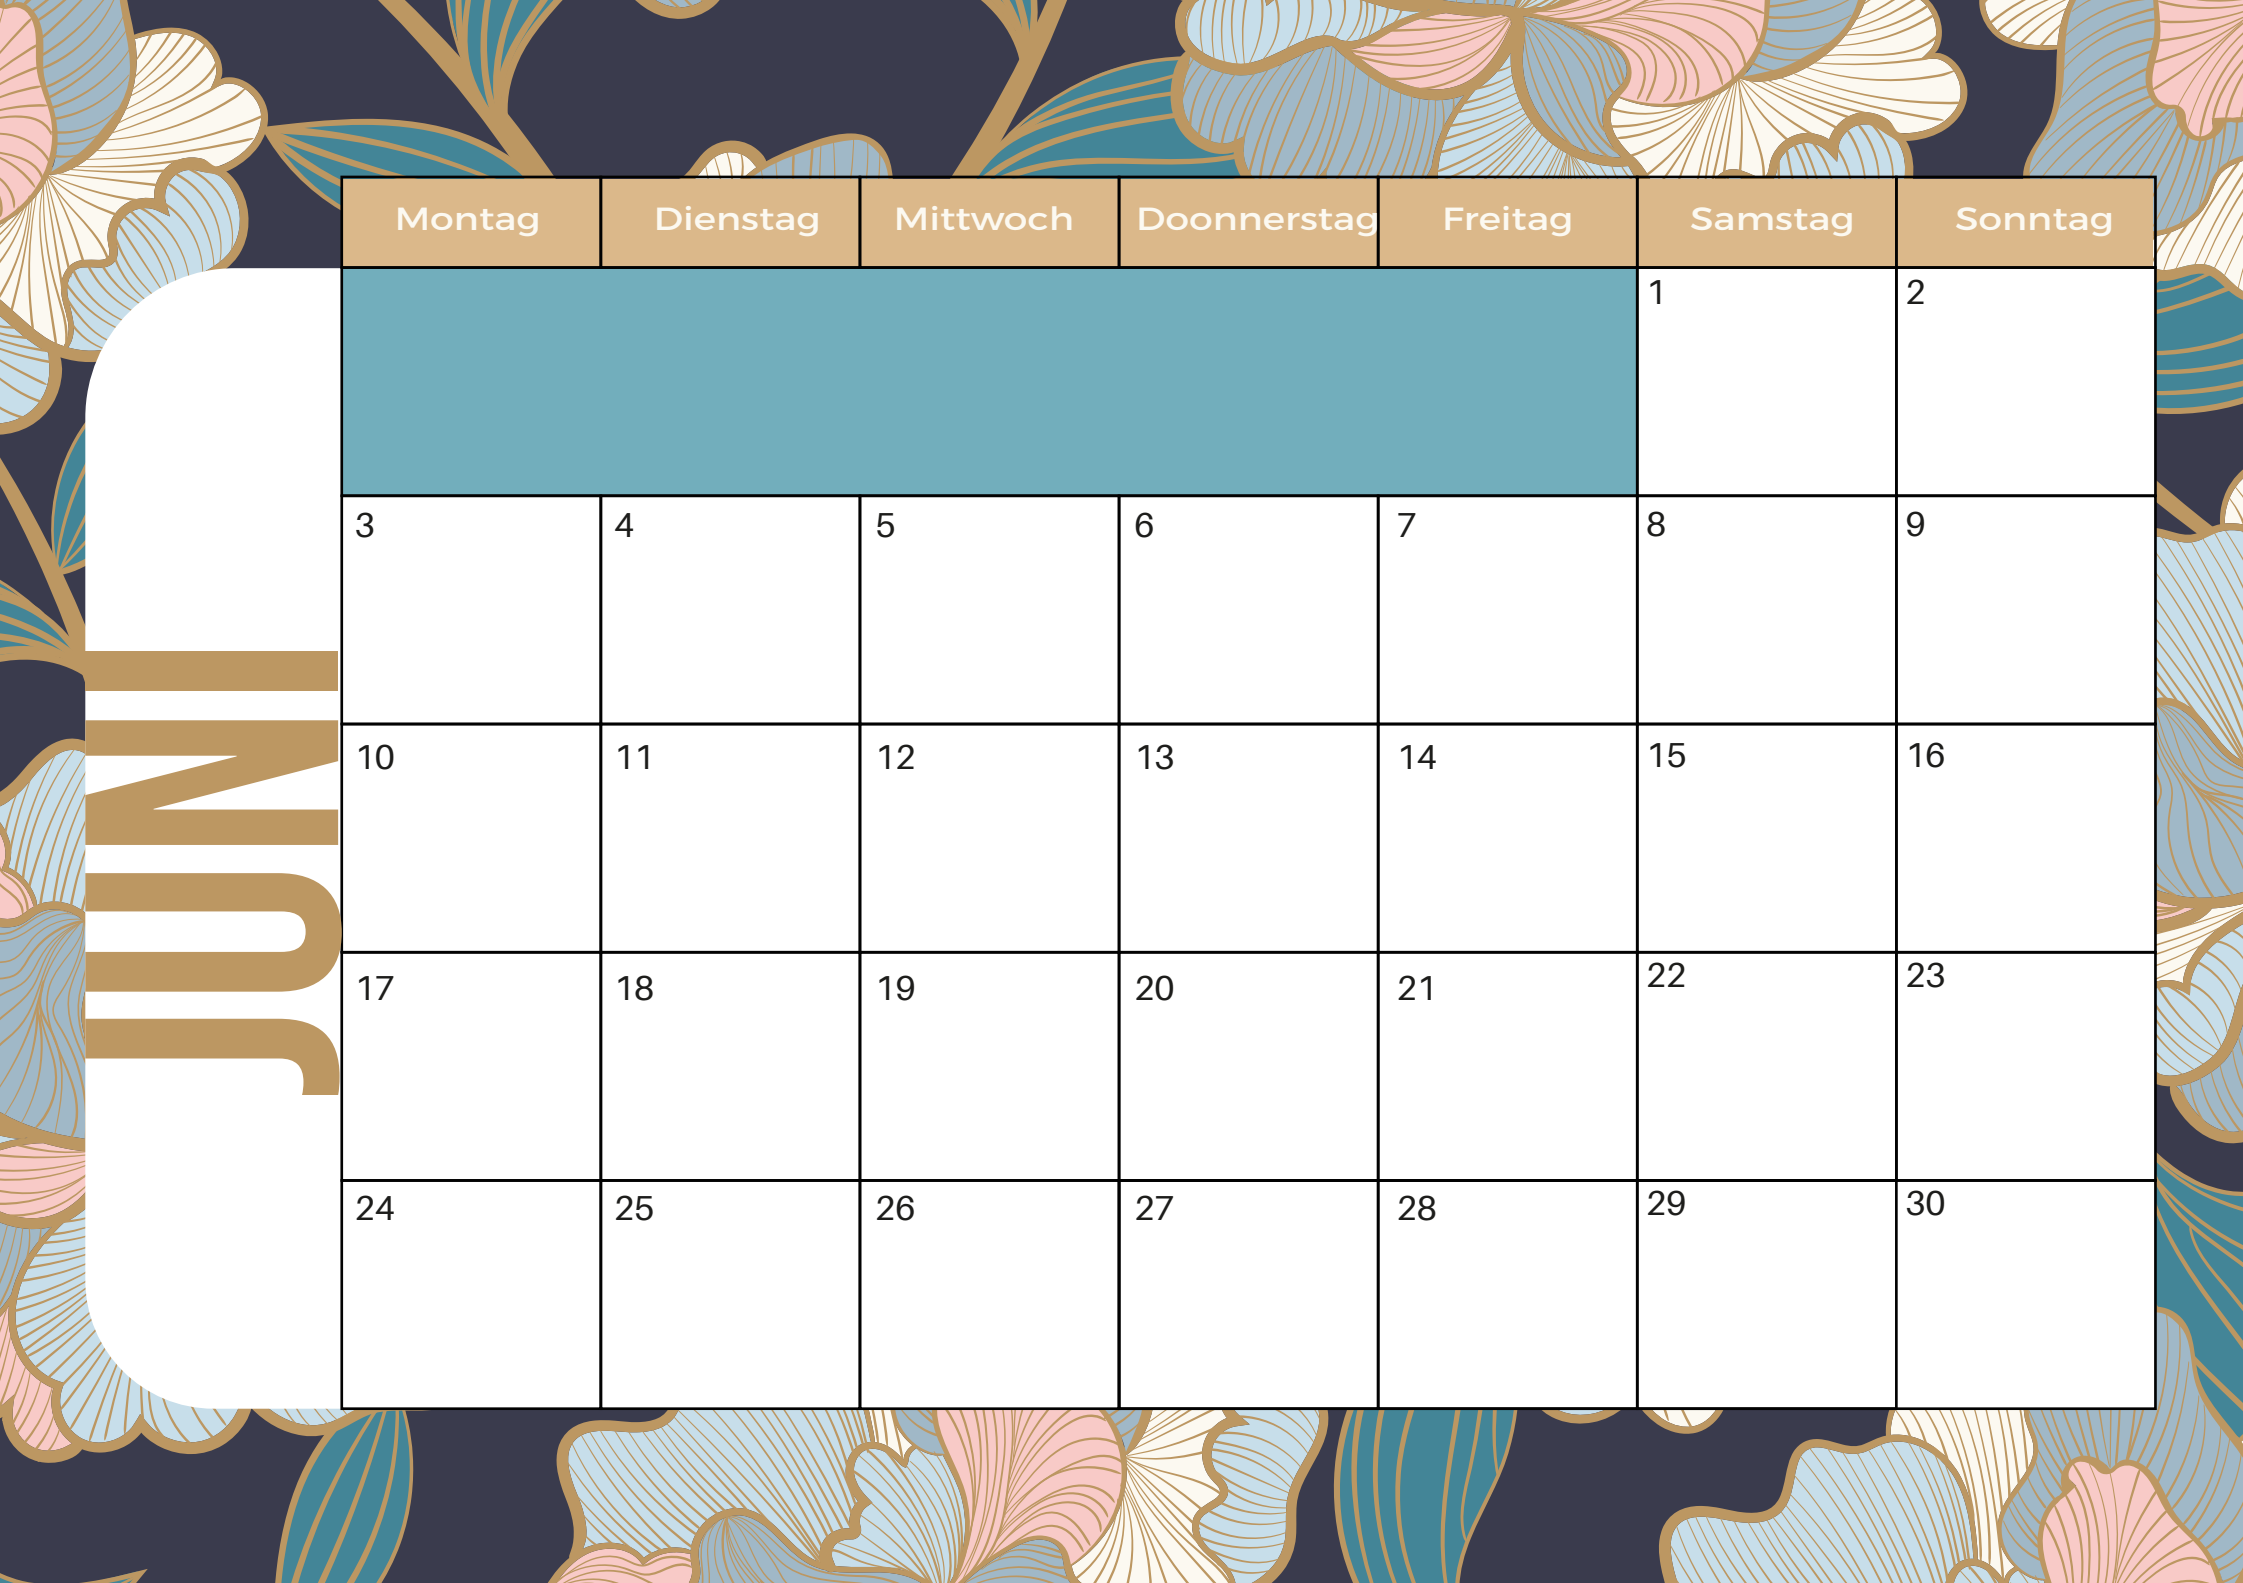 Montag Dienstag Mittwoch Doonnerstag Freitag Samstag Sonntag
1 2
3 4 5 6 7 8 9
10 11 12 13 14 15 16
17 18 19 20 21 22 23
24 25 26 27 28 29 30
JUNI